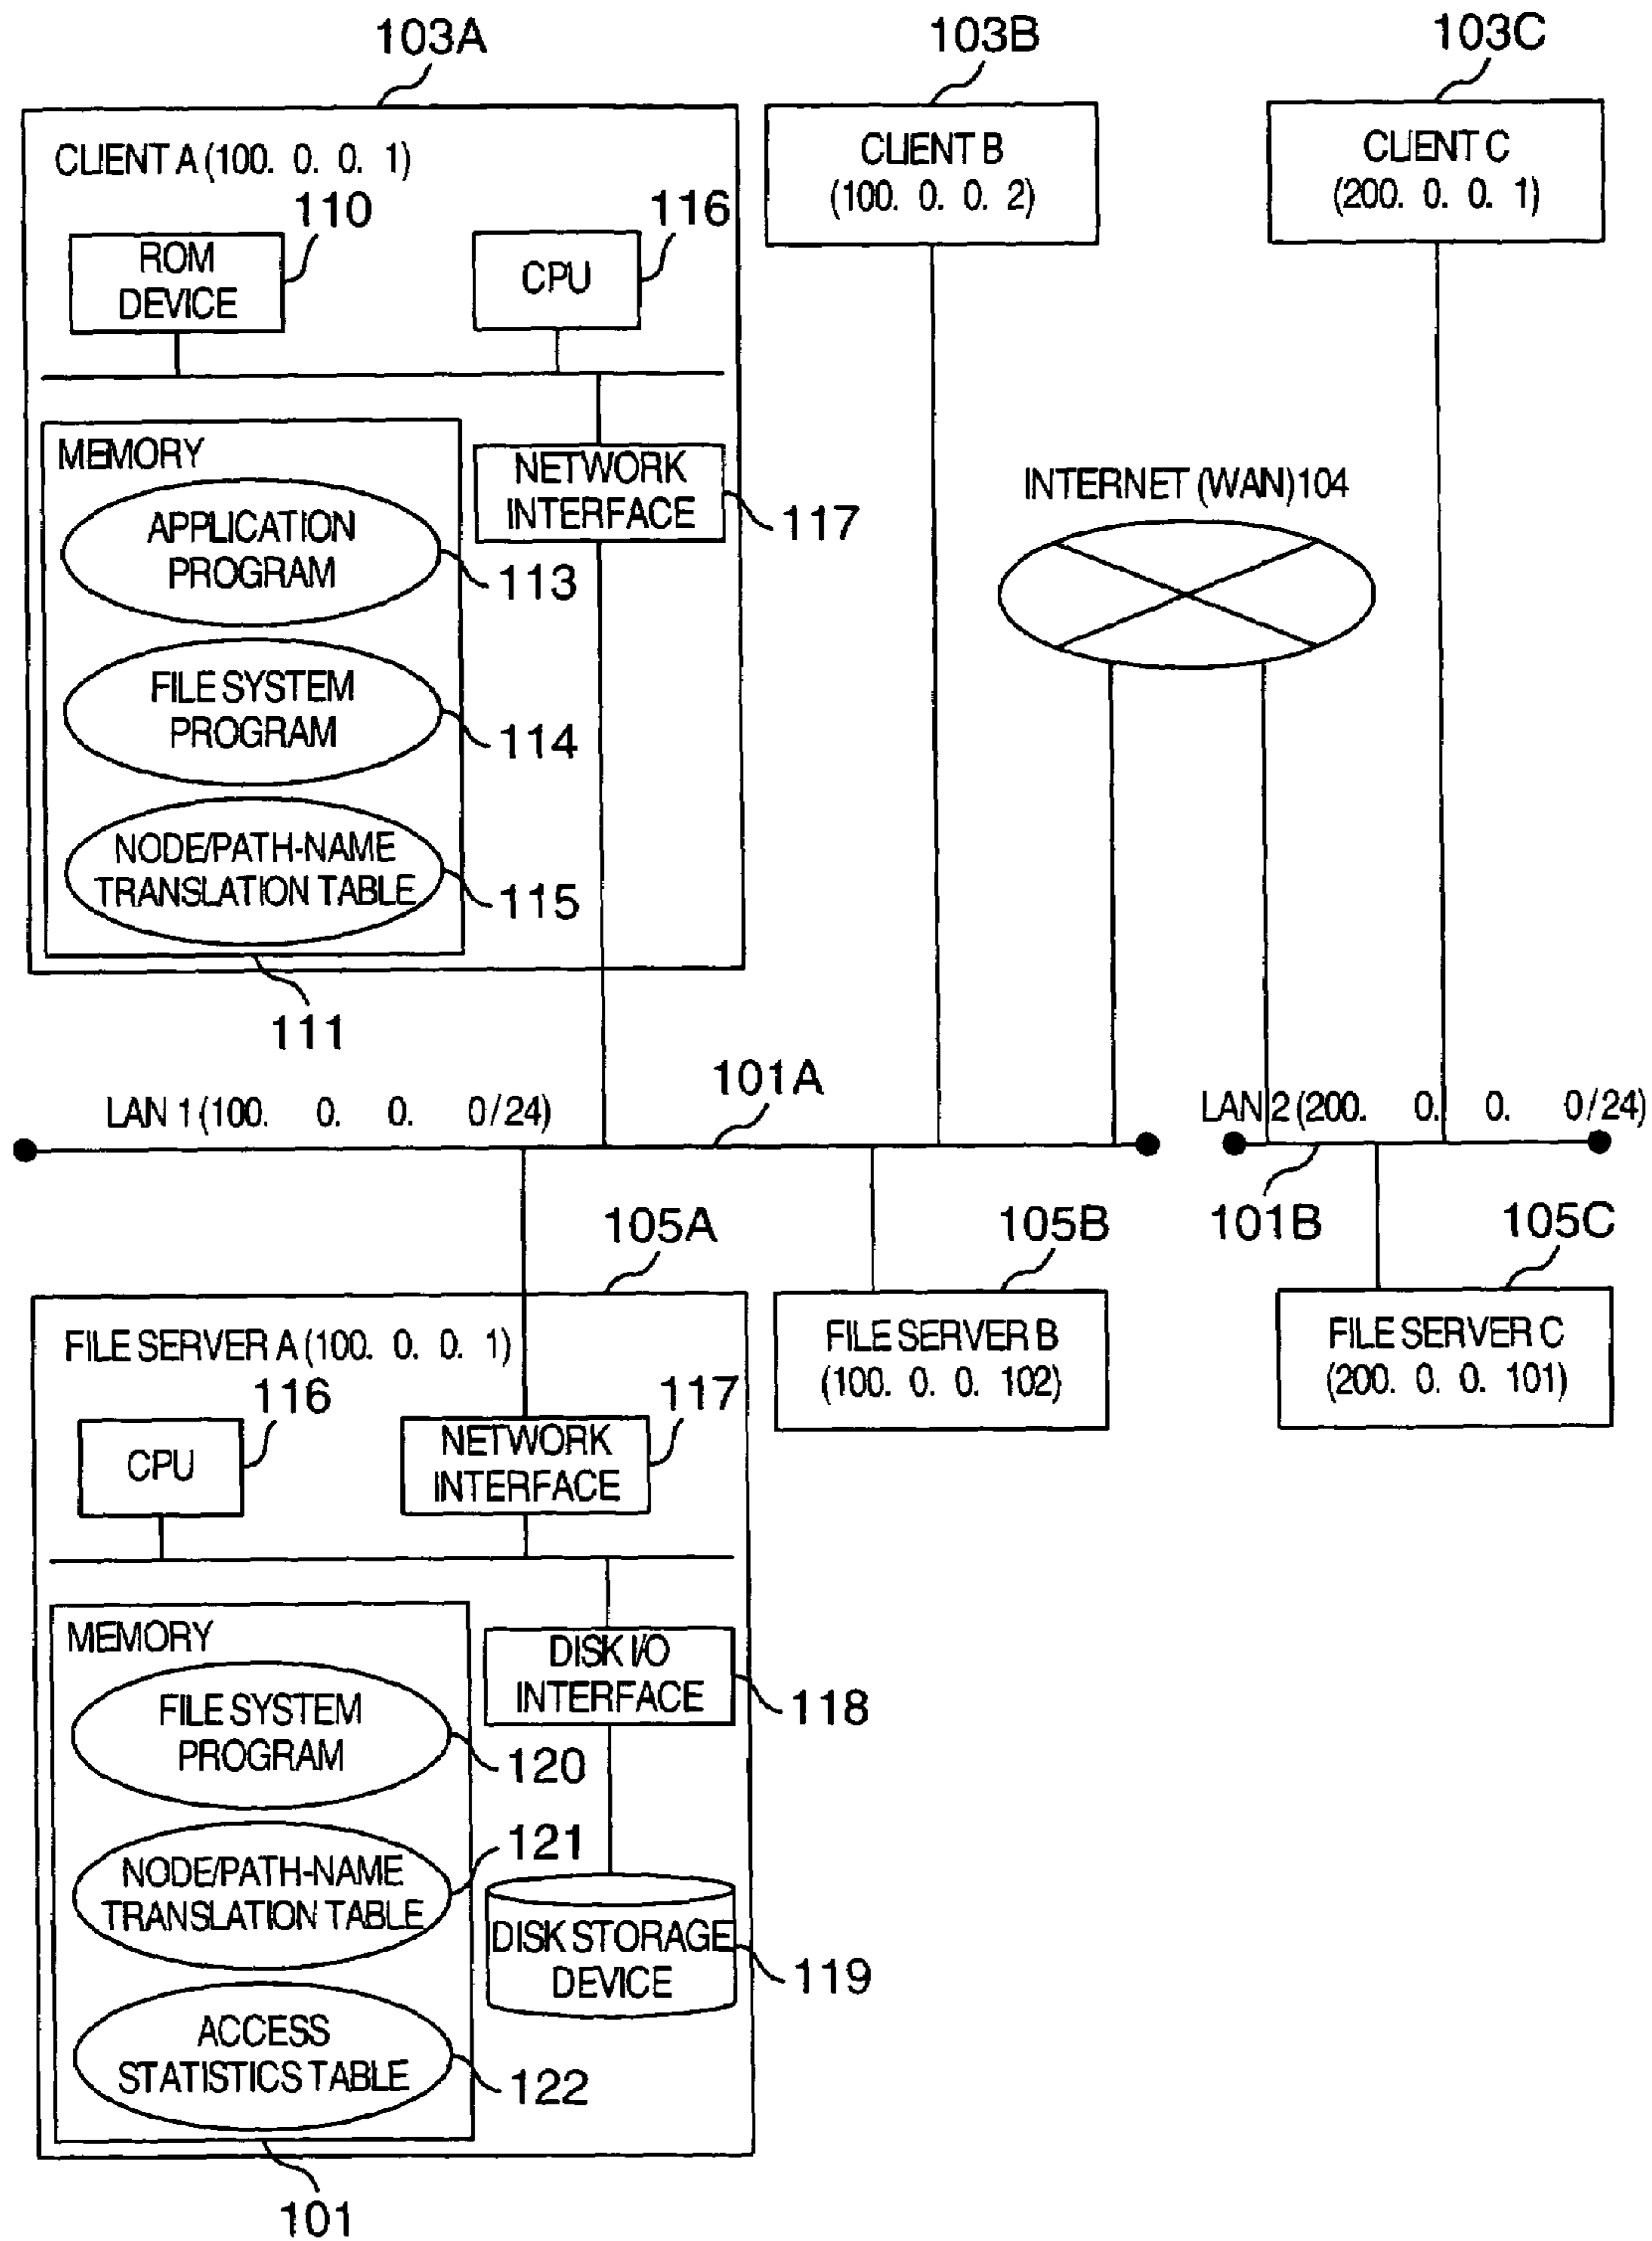 103A
103B
103C
CLIENT A (100. 0. 0. 1)
CLIENT B
(100. 0. 0. 2)
CLIENT C
(200. 0. 0. 1)
110
116
ROM
DEVICE
CPU
MEMORY
NETWORK
INTERFACE
117
INTERNET (WAN)104
APPLICATION
PROGRAM
113
FILE SYSTEM
PROGRAM
114
NODE/PATH-NAME
TRANSLATION TABLE
115
111
101A
LAN 1 (100. 0. 0. 0/24)
LAN 2 (200. 0. 0. 0/24)
101B
105A
105B
105C
FILE SERVER A (100. 0. 0. 1)
FILE SERVER B
(100. 0. 0. 102)
FILE SERVER C
(200. 0. 0. 101)
116
117
CPU
NETWORK
INTERFACE
MEMORY
DISK I/O
INTERFACE
118
FILE SYSTEM
PROGRAM
120
121
NODE/PATH-NAME
TRANSLATION TABLE
DISK STORAGE
DEVICE
119
ACCESS
STATISTICS TABLE
122
101